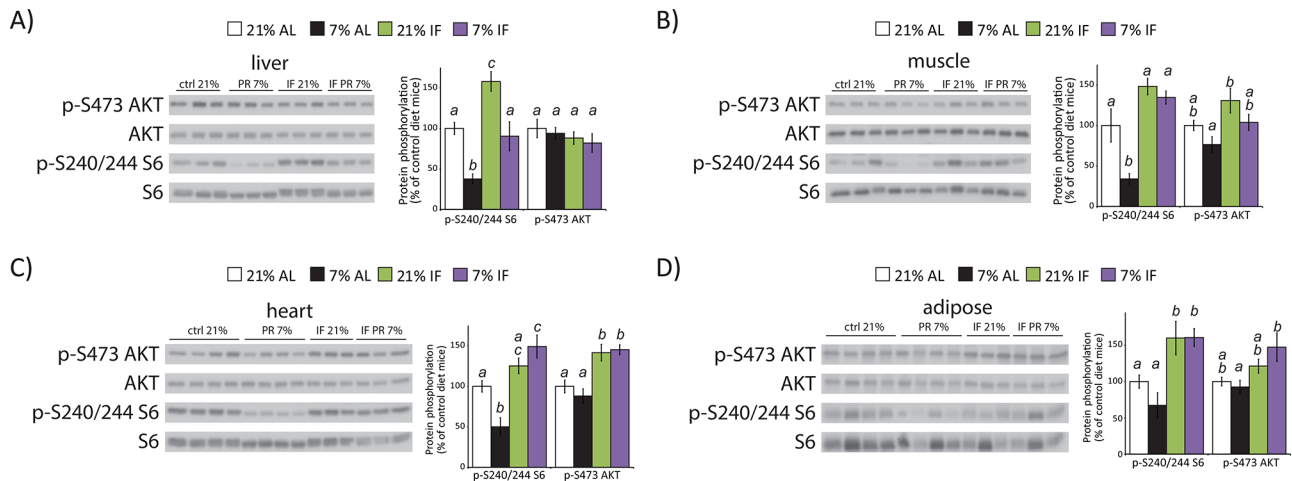 A)
21% AL 7% AL 21% IF 7% IF
liver
ctrl 21% PR 7% IF 21% IF PR 7%
p-S473 AKT
AKT
p-S240/244 S6
S6
Protein phosphorylation
(% of control diet mice)
150
100
50
0
a b c a a a a a
p-S240/244 S6 p-S473 AKT
B)
21% AL 7% AL 21% IF 7% IF
muscle
ctrl 21% PR 7% IF 21% IF PR 7%
p-S473 AKT
AKT
p-S240/244 S6
S6
Protein phosphorylation
(% of control diet mice)
150
100
50
0
a b a a a b a b a b
p-S240/244 S6 p-S473 AKT
C)
21% AL 7% AL 21% IF 7% IF
heart
ctrl 21% PR 7% IF 21% IF PR 7%
p-S473 AKT
AKT
p-S240/244 S6
S6
Protein phosphorylation
(% of control diet mice)
150
100
50
0
a b a c c a a b b
p-S240/244 S6 p-S473 AKT
D)
21% AL 7% AL 21% IF 7% IF
adipose
ctrl 21% PR 7% IF 21% IF PR 7%
p-S473 AKT
AKT
p-S240/244 S6
S6
Protein phosphorylation
(% of control diet mice)
150
100
50
0
a a b b a b a a b b
p-S240/244 S6 p-S473 AKT